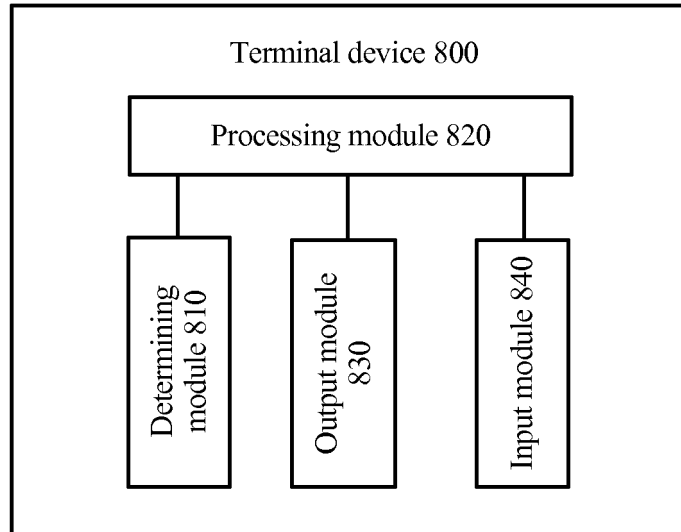 Terminal device 800
Processing module 820
Determining
module 810
Output module
830
Input module 840